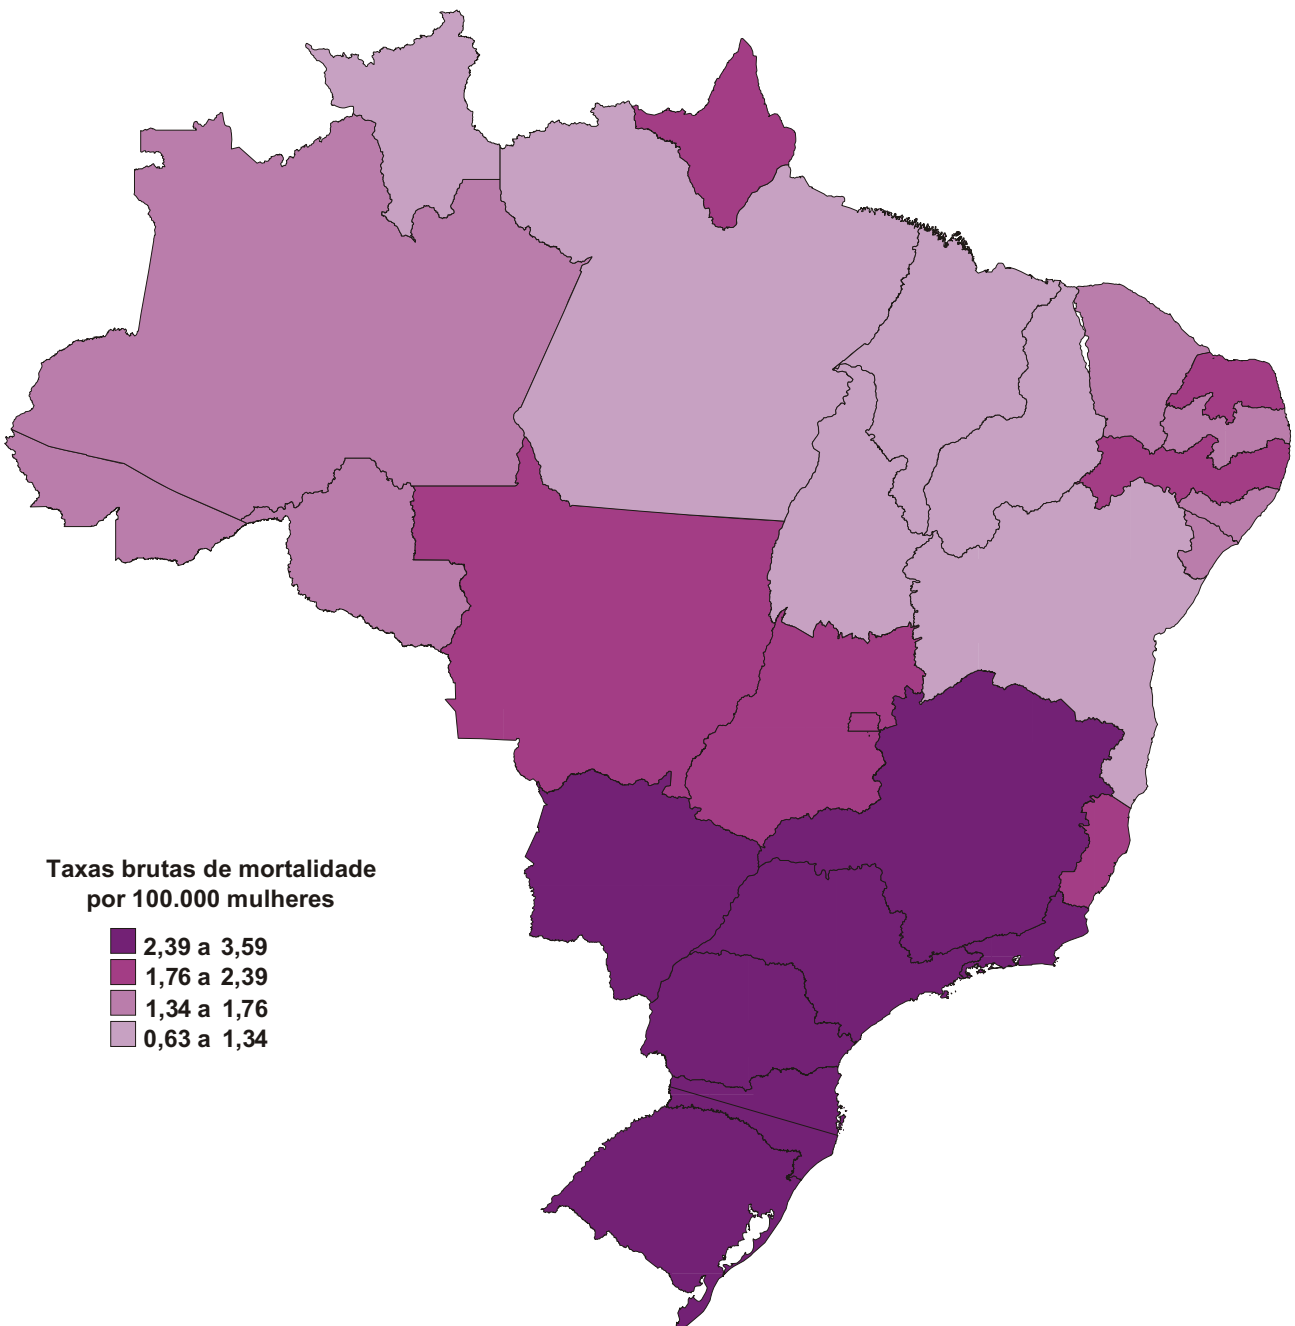 Taxas brutas de mortalidade
por 100.000 mulheres
2,39 a 3,59
1,76 a 2,39
1,34 a 1,76
0,63 a 1,34